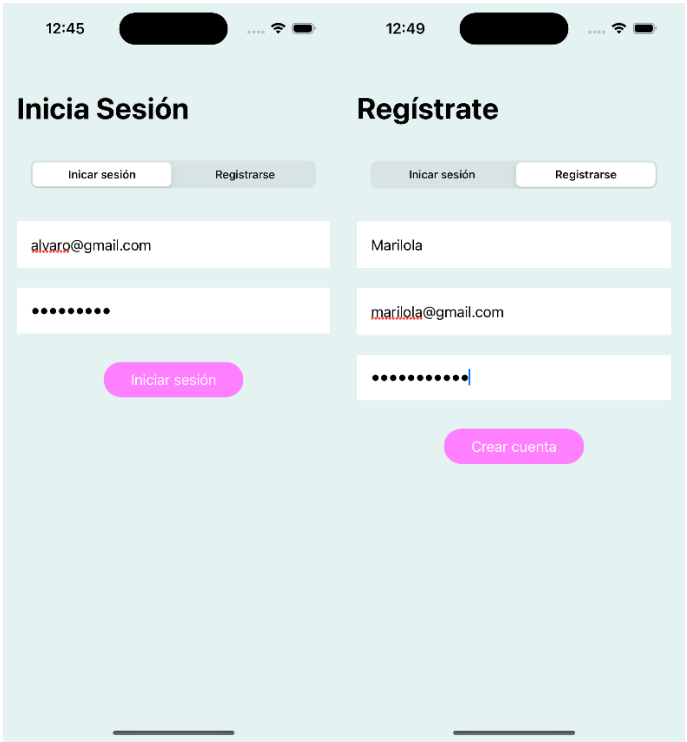 12:45
Inicia Sesión
Inicar sesión Registrarse
alvaro@gmail.com
•••••••••
Iniciar sesión
12:49
Regístrate
Inicar sesión Registrarse
Marilola
marilola@gmail.com
•••••••••••
Crear cuenta